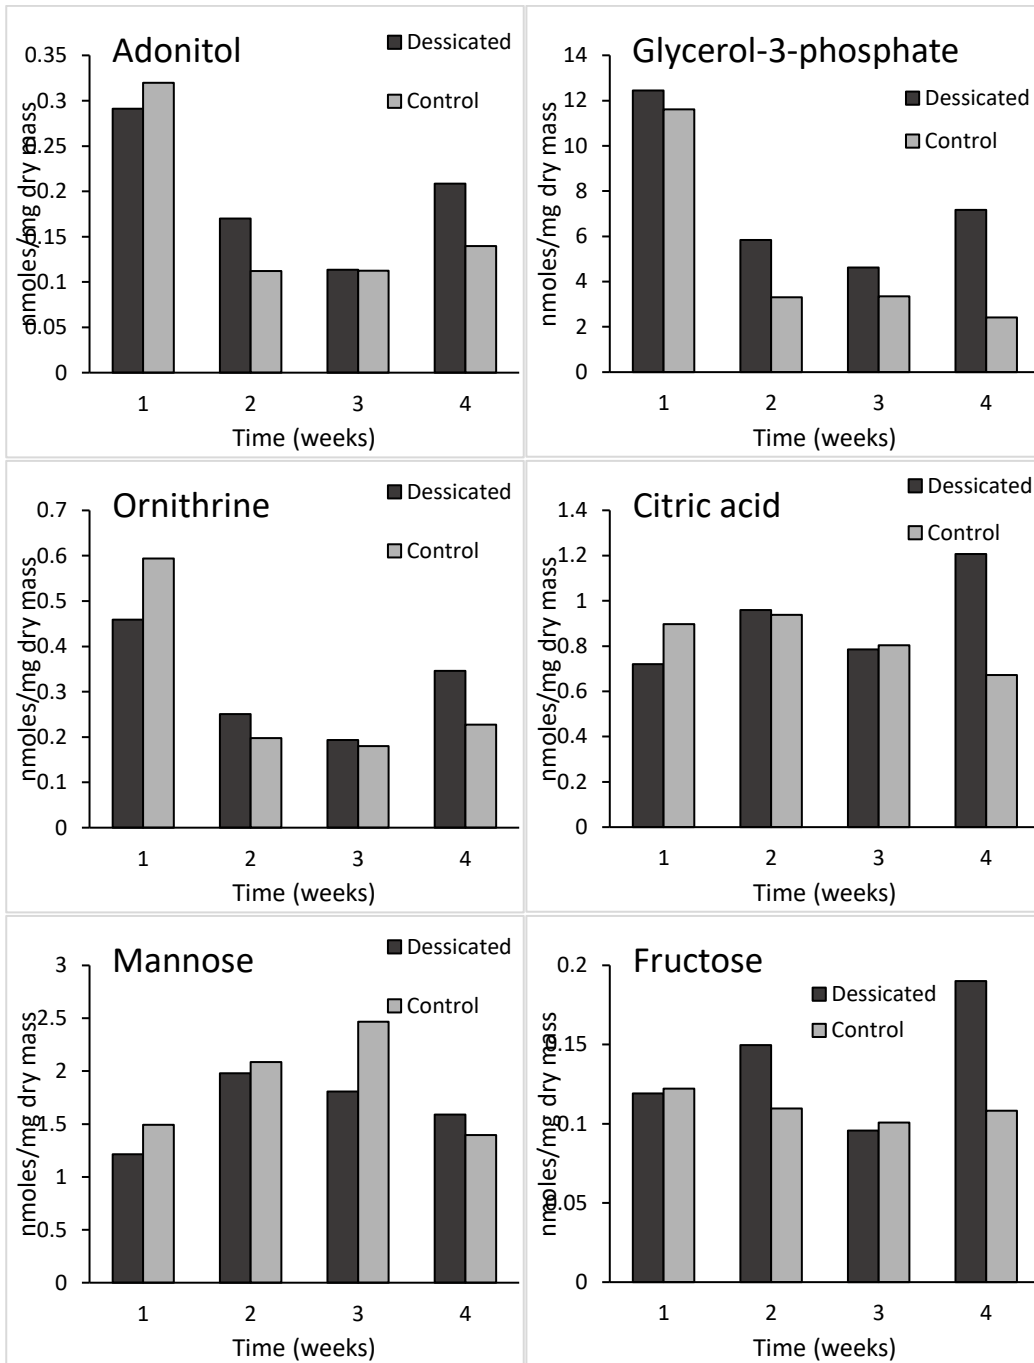 Adonitol
Dessicated
Control
nmoles/mg dry mass
0.35
0.3
0.25
0.2
0.15
0.1
0.05
0
1 2 3 4
Time (weeks)
Glycerol-3-phosphate
Dessicated
Control
nmoles/mg dry mass
14
12
10
8
6
4
2
0
1 2 3 4
Time (weeks)
Ornithrine
Dessicated
Control
nmoles/mg dry mass
0.7
0.6
0.5
0.4
0.3
0.2
0.1
0
1 2 3 4
Time (weeks)
Citric acid
Dessicated
Control
nmoles/mg dry mass
1.4
1.2
1
0.8
0.6
0.4
0.2
0
1 2 3 4
Time (weeks)
Mannose
Dessicated
Control
nmoles/mg dry mass
3
2.5
2
1.5
1
0.5
0
1 2 3 4
Time (weeks)
Fructose
Dessicated
Control
nmoles/mg dry mass
0.2
0.15
0.1
0.05
0
1 2 3 4
Time (weeks)